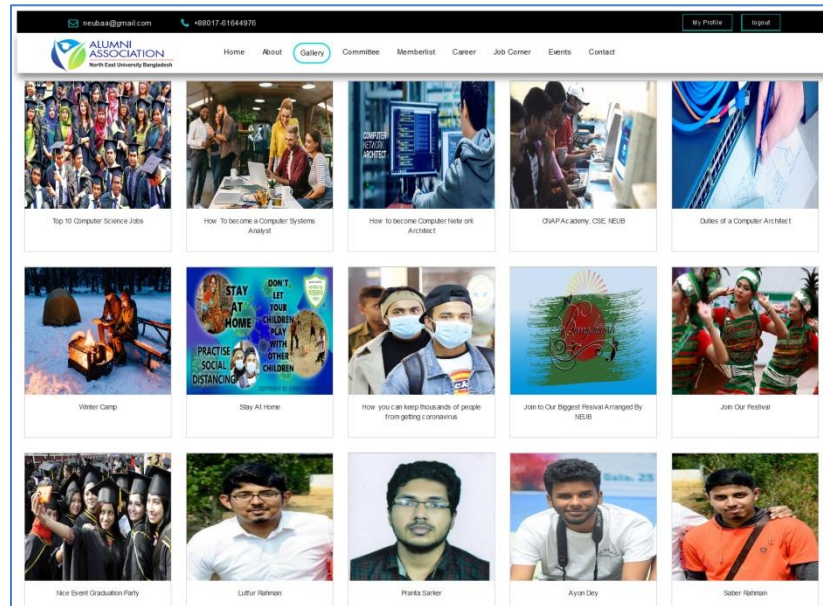 neubaa@gmail.com +88017-61644976 My Profile logout
ALUMNI
ASSOCIATION
North East University Bangladesh
Home About Gallery Committee Memberlist Career Job Corner Events Contact
COMPUTER
NETWORK
ARCHITECT
Top 10 Computer Science Jobs
How To become a Computer Systems
Analyst
How to become Computer Network
Architect
CNAP Academy, CSE, NEUB
Duties of a Computer Architect
STAY
AT
HOME
DON'T,
LET
YOUR
CHILDREN
PLAY
WITH
OTHER
CHILDREN
PRACTISE
SOCIAL
DISTANCING
Bangladesh
Winter Camp
Stay At Home
How you can keep thousands of people
from getting coronavirus
Join to Our Biggest Fesival Arranged By
NEUB
Join Our Festival
Gate. 23
Nice Event Graduation Party
Lutfur Rahman
Pranta Sarker
Ayon Dey
Saber Rahman